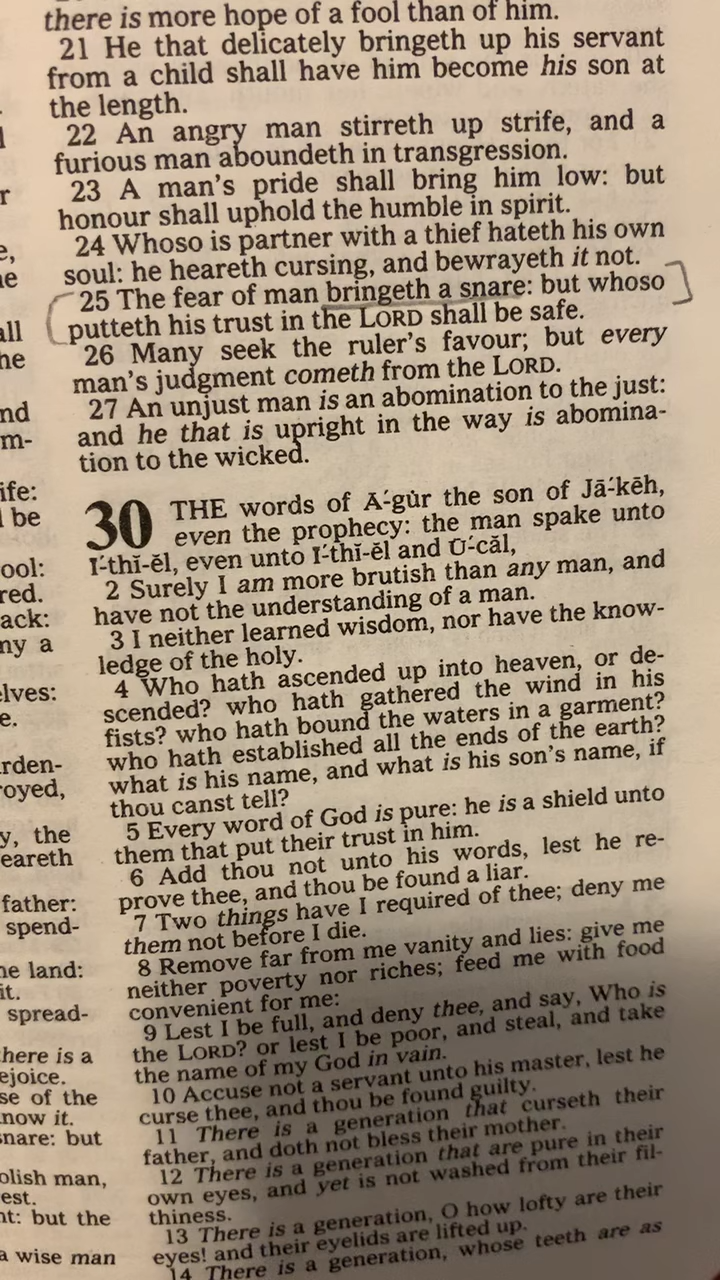 there is more hope of a fool than of him.
21 He that delicately bringeth up his servant
from a child shall have him become his son at
the length.
22 An angry man stirreth up strife, and a
furious man aboundeth in transgression.
23 A man's pride shall bring him low: but
honour shall uphold the humble in spirit.
24 Whoso is partner with a thief hateth his own
soul: he heareth cursing, and bewrayeth it not.
25 The fear of man bringeth a snare: but whoso
putteth his trust in the LORD shall be safe.
26 Many seek the ruler's favour; but every
man's judgment cometh from the LORD.
27 An unjust man is an abomination to the just:
and he that is upright in the way is abomina-
tion to the wicked.
30 THE words of Ā´-gûr the son of Jā´-kēh,
even the prophecy: the man spake unto
Ī´-thĭ-ĕl, even unto Ī´-thĭ-ĕl and Ū´-căl,
2 Surely I am more brutish than any man, and
have not the understanding of a man.
3 I neither learned wisdom, nor have the know-
ledge of the holy.
4 Who hath ascended up into heaven, or de-
scended? who hath gathered the wind in his
fists? who hath bound the waters in a garment?
who hath established all the ends of the earth?
what is his name, and what is his son's name, if
thou canst tell?
5 Every word of God is pure: he is a shield unto
them that put their trust in him.
6 Add thou not unto his words, lest he re-
prove thee, and thou be found a liar.
7 Two things have I required of thee; deny me
them not before I die.
8 Remove far from me vanity and lies: give me
neither poverty nor riches; feed me with food
convenient for me:
9 Lest I be full, and deny thee, and say, Who is
the LORD? or lest I be poor, and steal, and take
the name of my God in vain.
10 Accuse not a servant unto his master, lest he
curse thee, and thou be found guilty.
11 There is a generation that curseth their
father, and doth not bless their mother.
12 There is a generation that are pure in their
own eyes, and yet is not washed from their fil-
thiness.
13 There is a generation, O how lofty are their
eyes! and their eyelids are lifted up.
14 There is a generation, whose teeth are as